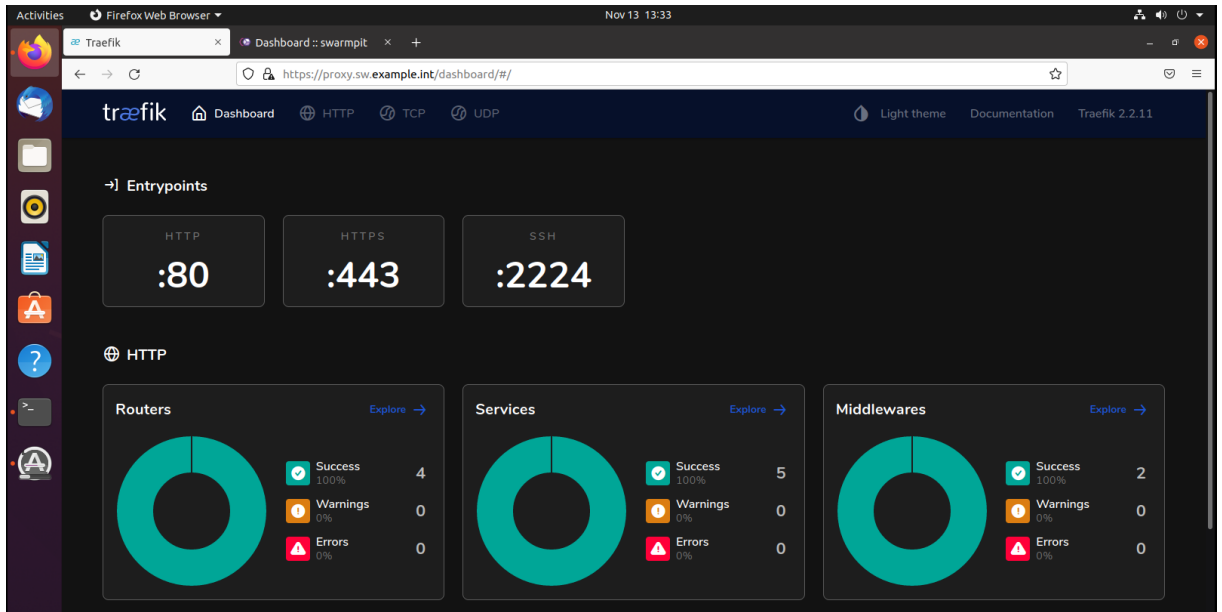 Activities Firefox Web Browser Nov 13 13:33
Traefik × Dashboard :: swarmpit × +
https://proxy.sw.example.int/dashboard/#/
træfik Dashboard HTTP TCP UDP Light theme Documentation Traefik 2.2.11
Entrypoints
HTTP HTTPS SSH
:80 :443 :2224
HTTP
Routers Explore → Services Explore → Middlewares Explore →
Success 4 Success 5 Success 2
100% 100% 100%
Warnings 0 Warnings 0 Warnings 0
0% 0% 0%
Errors 0 Errors 0 Errors 0
0% 0% 0%